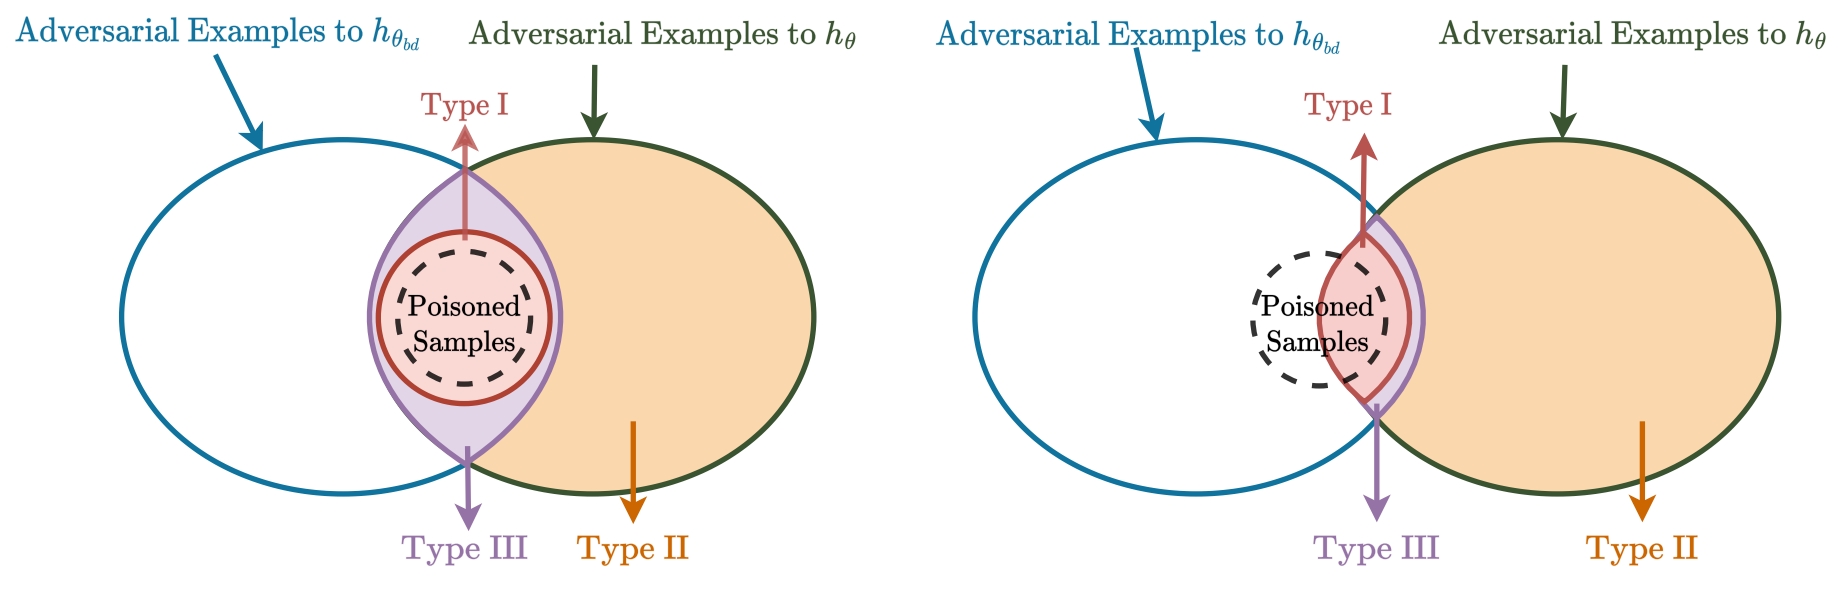 Adversarial Examples to $h_{\theta_{bd}}$
Adversarial Examples to $h_{\theta}$
Type I
Poisoned
Samples
Type III
Type II
Adversarial Examples to $h_{\theta_{bd}}$
Adversarial Examples to $h_{\theta}$
Type I
Poisoned
Samples
Type III
Type II